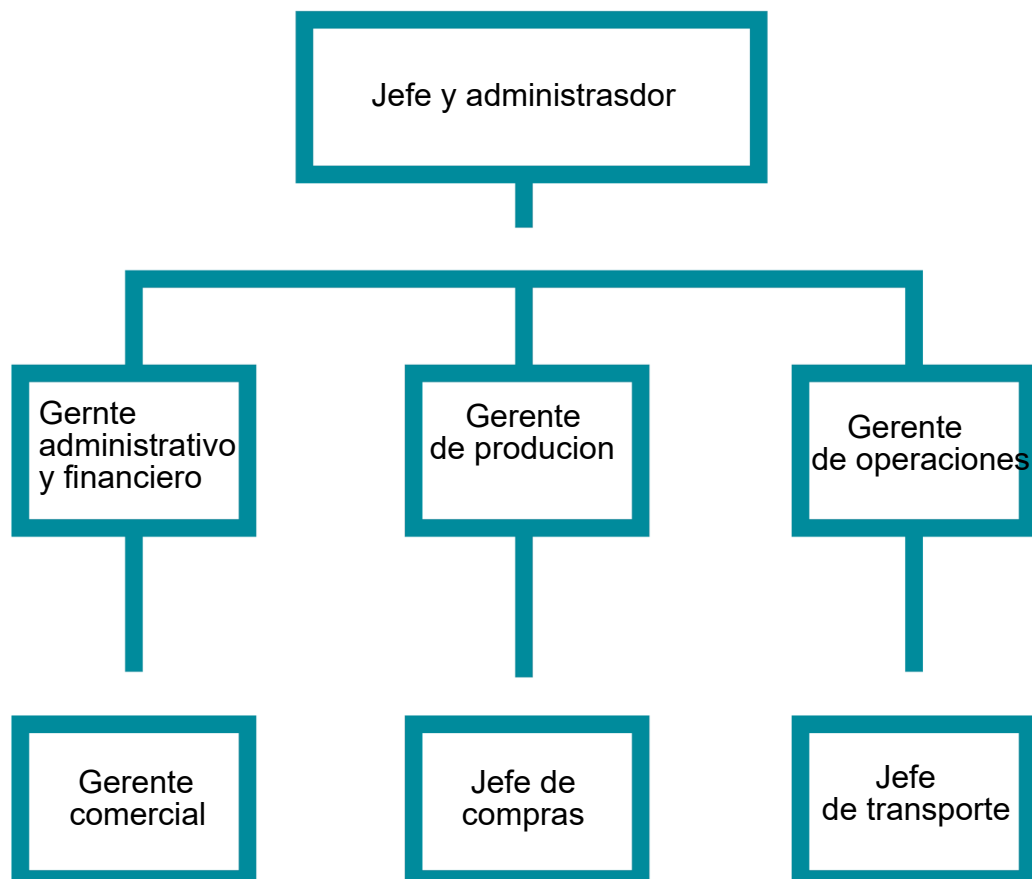 Jefe y administrasdor
Gernte
administrativo
y financiero
Gerente
de producion
Gerente
de operaciones
Gerente
comercial
Jefe de
compras
Jefe
de transporte